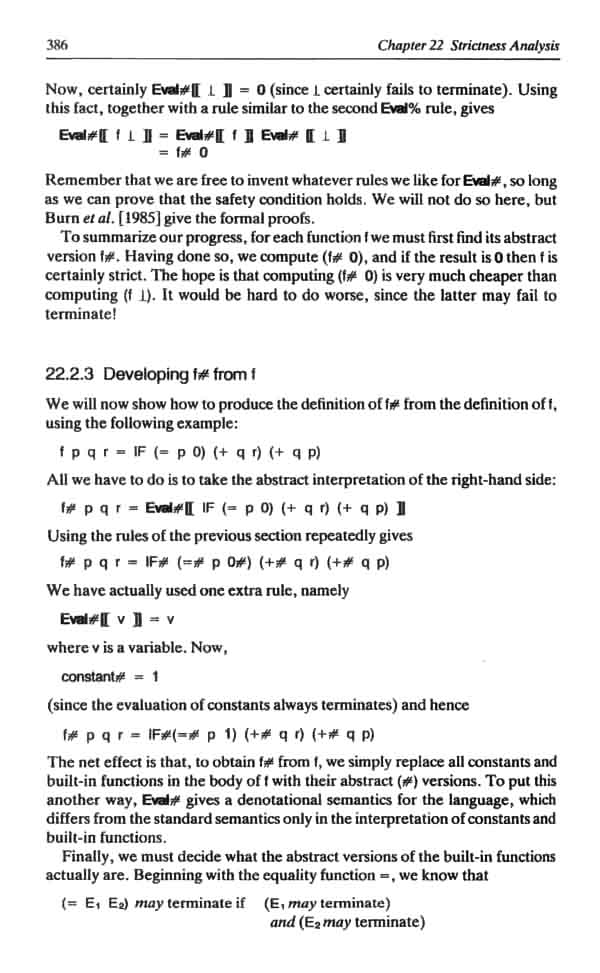 386
Chapter 22 Strictness Analysis
Now, certainly Eval#⟦ ⊥ ⟧ = 0 (since ⊥ certainly fails to terminate). Using
this fact, together with a rule similar to the second Eval% rule, gives
Eval#⟦ f ⊥ ⟧ = Eval#⟦ f ⟧ Eval# ⟦ ⊥ ⟧
= f# 0
Remember that we are free to invent whatever rules we like for Eval#, so long
as we can prove that the safety condition holds. We will not do so here, but
Burn et al. [1985] give the formal proofs.
To summarize our progress, for each function f we must first find its abstract
version f#. Having done so, we compute (f# 0), and if the result is 0 then f is
certainly strict. The hope is that computing (f# 0) is very much cheaper than
computing (f ⊥). It would be hard to do worse, since the latter may fail to
terminate!
22.2.3 Developing f# from f
We will now show how to produce the definition of f# from the definition of f,
using the following example:
f p q r = IF (= p 0) (+ q r) (+ q p)
All we have to do is to take the abstract interpretation of the right-hand side:
f# p q r = Eval#⟦ IF (= p 0) (+ q r) (+ q p) ⟧
Using the rules of the previous section repeatedly gives
f# p q r = IF# (=# p 0#) (+# q r) (+# q p)
We have actually used one extra rule, namely
Eval#⟦ v ⟧ = v
where v is a variable. Now,
constant# = 1
(since the evaluation of constants always terminates) and hence
f# p q r = IF#(=# p 1) (+# q r) (+# q p)
The net effect is that, to obtain f# from f, we simply replace all constants and
built-in functions in the body of f with their abstract (#) versions. To put this
another way, Eval# gives a denotational semantics for the language, which
differs from the standard semantics only in the interpretation of constants and
built-in functions.
Finally, we must decide what the abstract versions of the built-in functions
actually are. Beginning with the equality function =, we know that
(= E₁ E₂) may terminate if (E₁ may terminate)
and (E₂ may terminate)